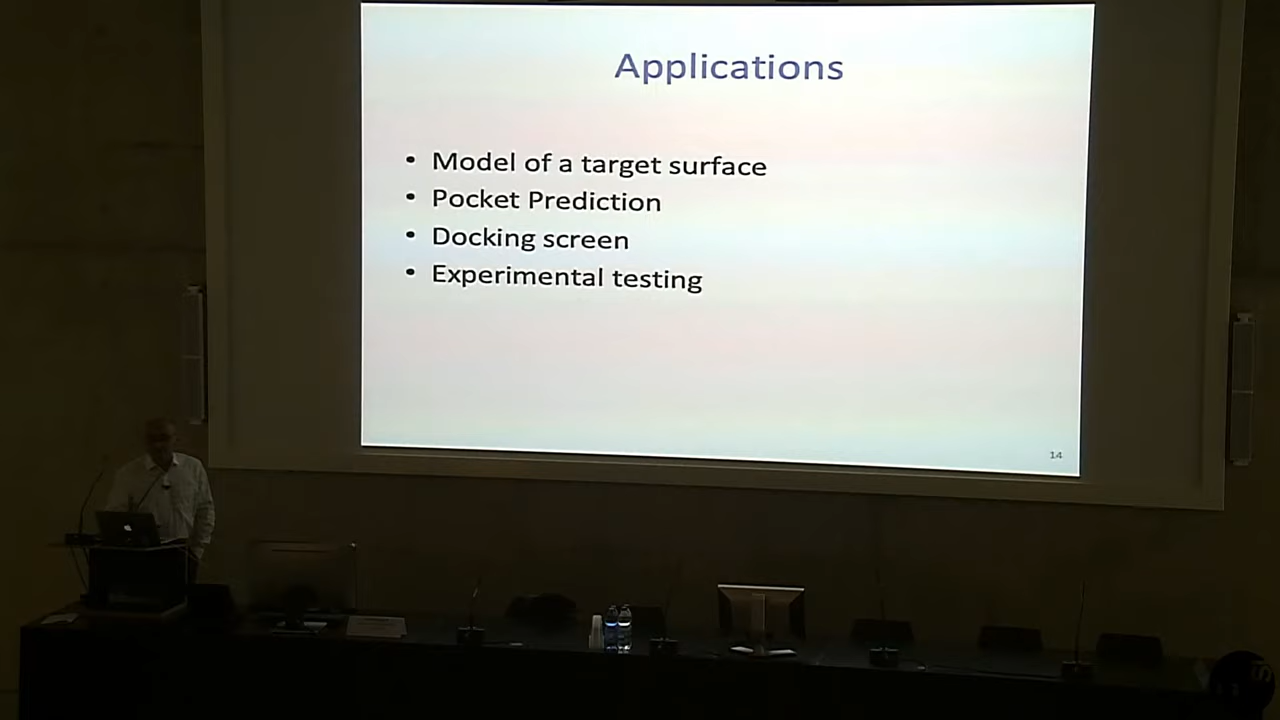 Applications
• Model of a target surface
• Pocket Prediction
• Docking screen
• Experimental testing
14